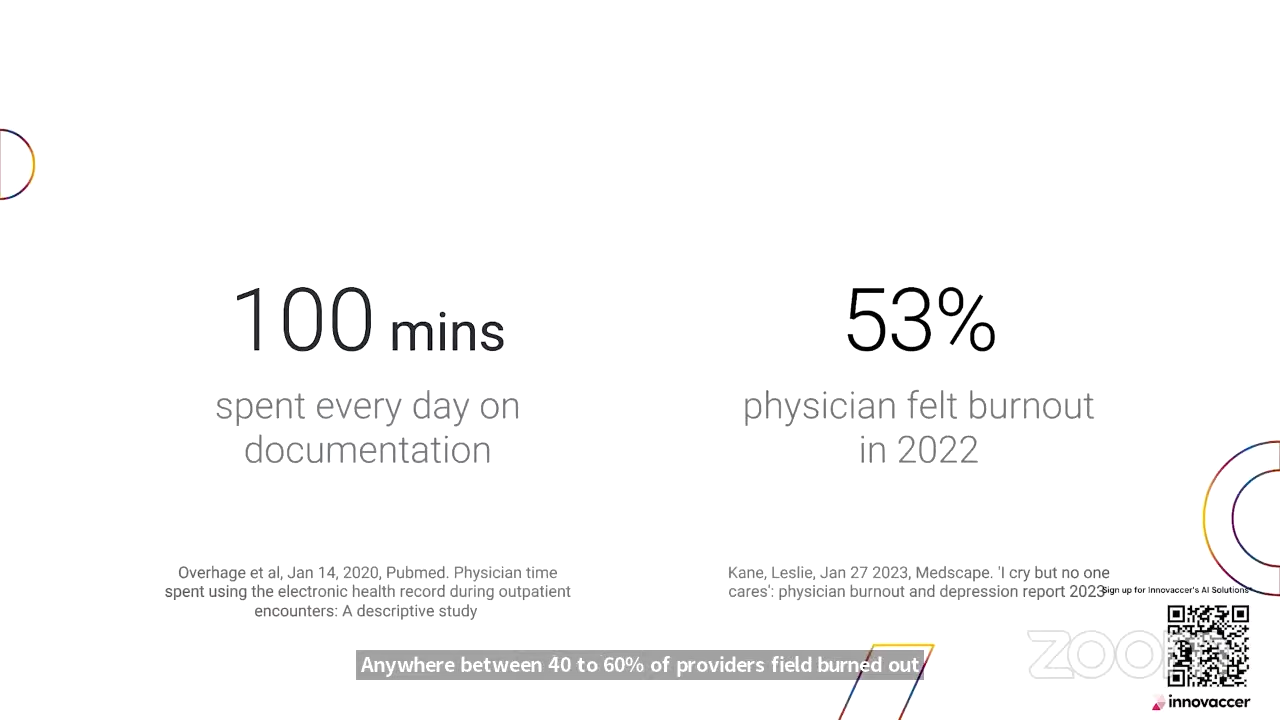 100 mins
spent every day on
documentation
53%
physician felt burnout
in 2022
Overhage et al, Jan 14, 2020, Pubmed. Physician time
spent using the electronic health record during outpatient
encounters: A descriptive study
Kane, Leslie, Jan 27 2023, Medscape. 'I cry but no one
cares': physician burnout and depression report 2023
Sign up for Innovaccer's AI Solutions
Anywhere between 40 to 60% of providers field burned out
zoom
innovaccer